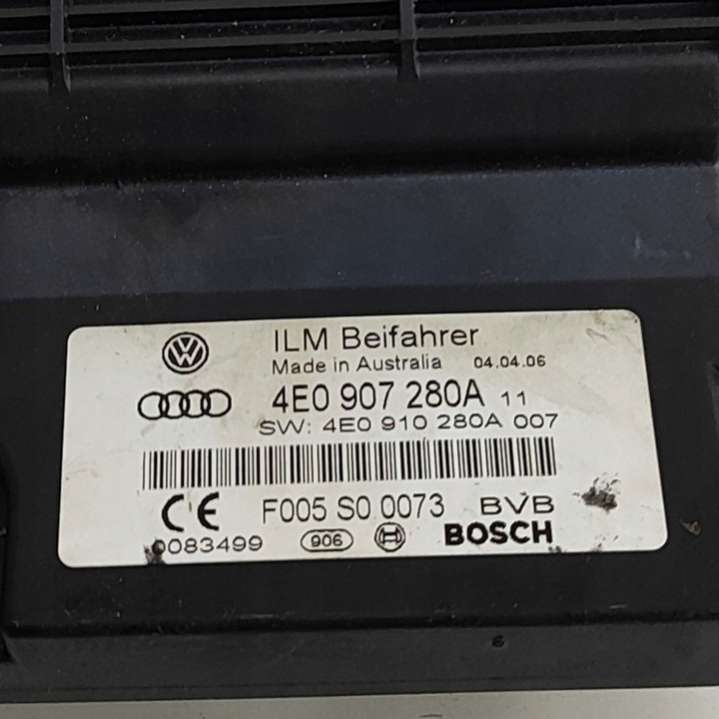 ILM Beifahrer
Made in Australia 04.04.06
4E0 907 280A 11
SW: 4E0 910 280A 007
CE F005 S0 0073 BVB
0083499 906 BOSCH